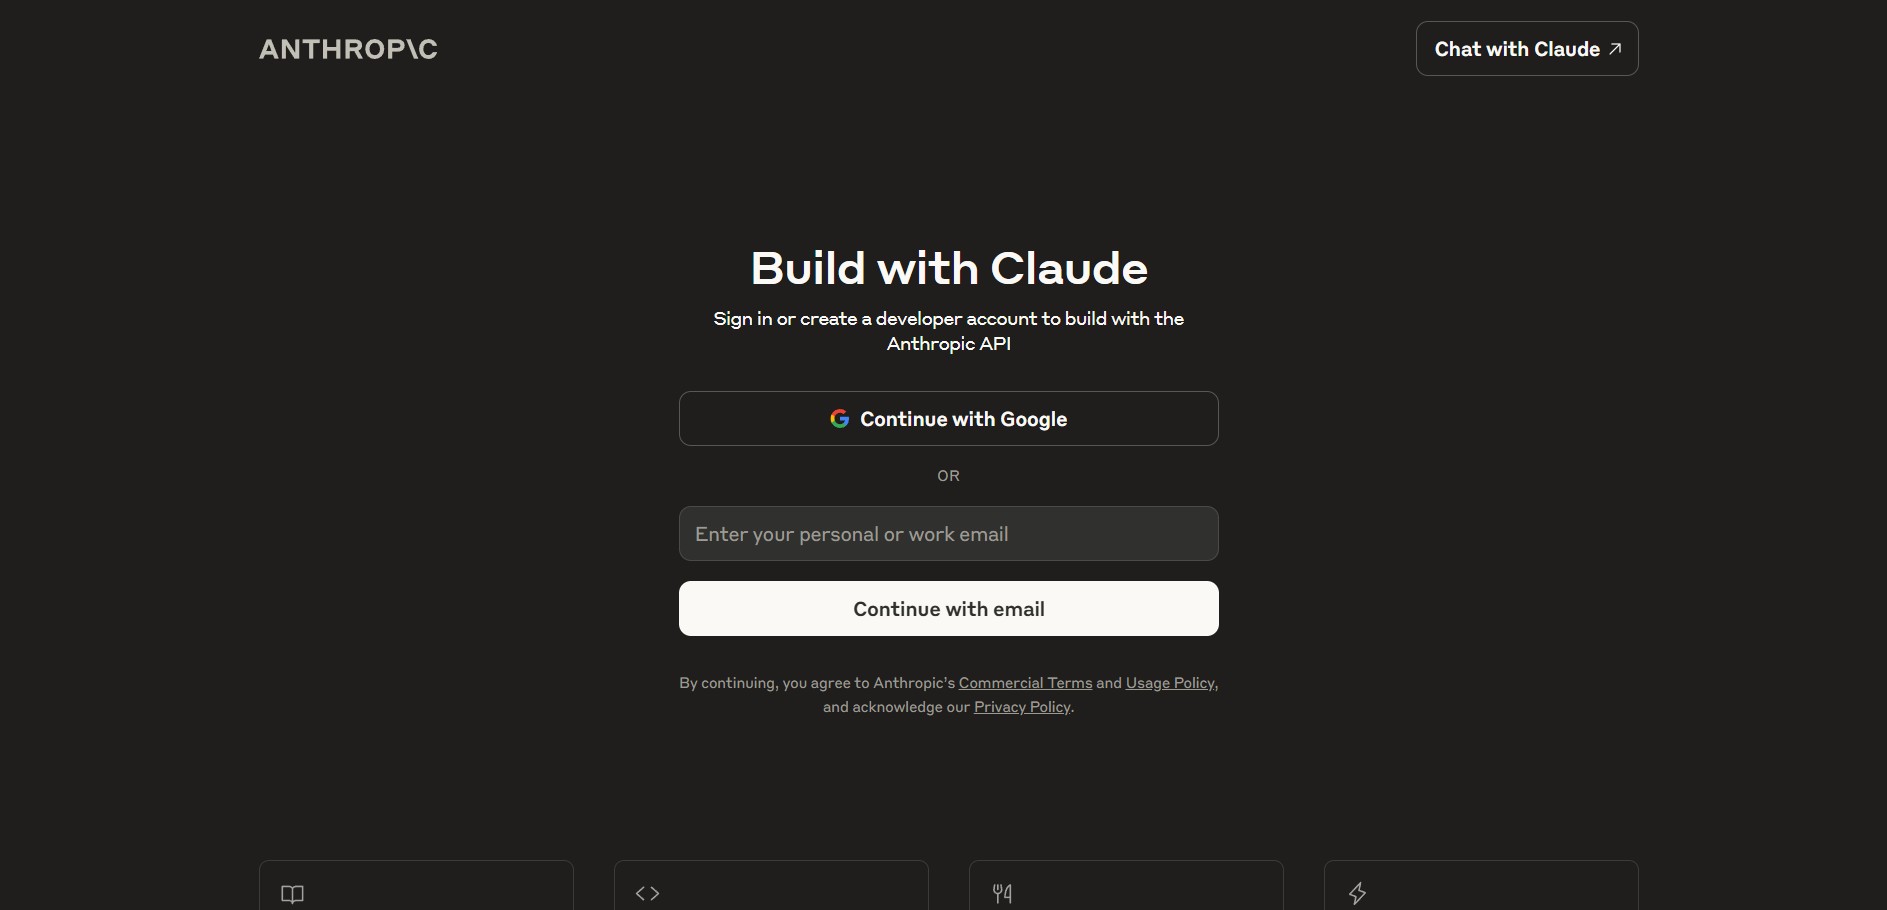 ANTHROP\C
Chat with Claude
Build with Claude
Sign in or create a developer account to build with the
Anthropic API
Continue with Google
OR
Enter your personal or work email
Continue with email
By continuing, you agree to Anthropic’s Commercial Terms and Usage Policy,
and acknowledge our Privacy Policy.